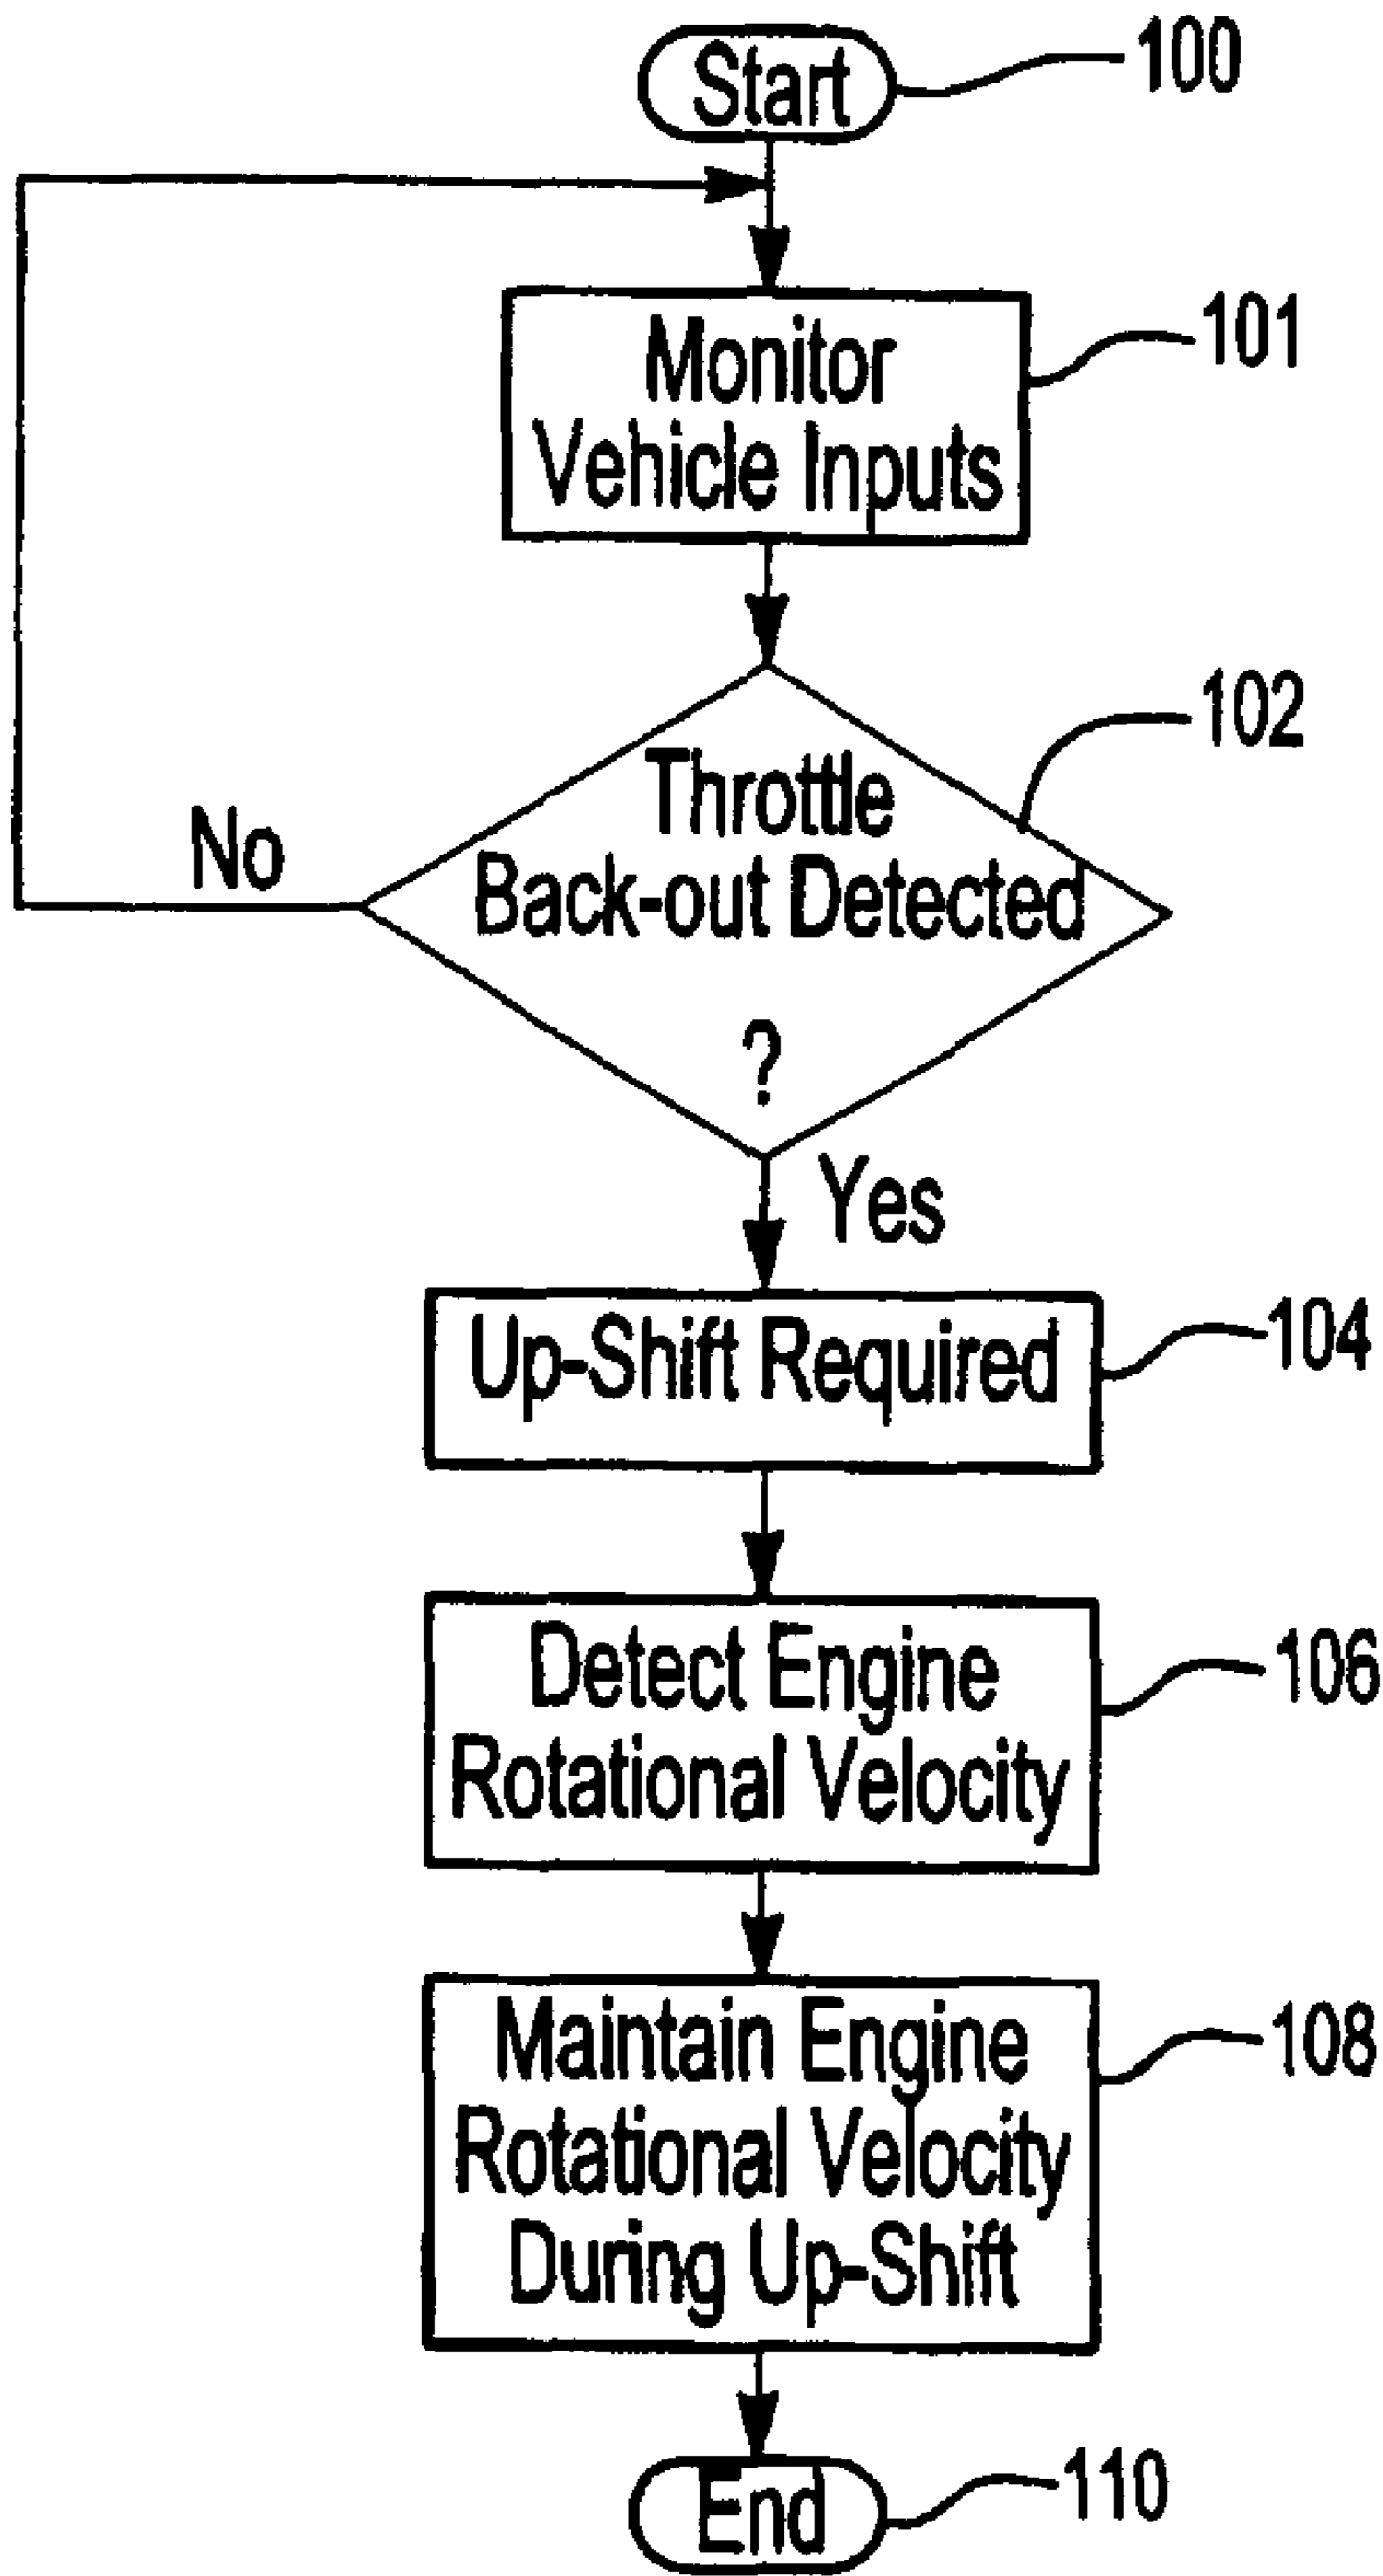 Start
100
Monitor
Vehicle Inputs
101
102
Throttle
Back-out Detected
?
No
Yes
Up-Shift Required
104
Detect Engine
Rotational Velocity
106
Maintain Engine
Rotational Velocity
During Up-Shift
108
End
110